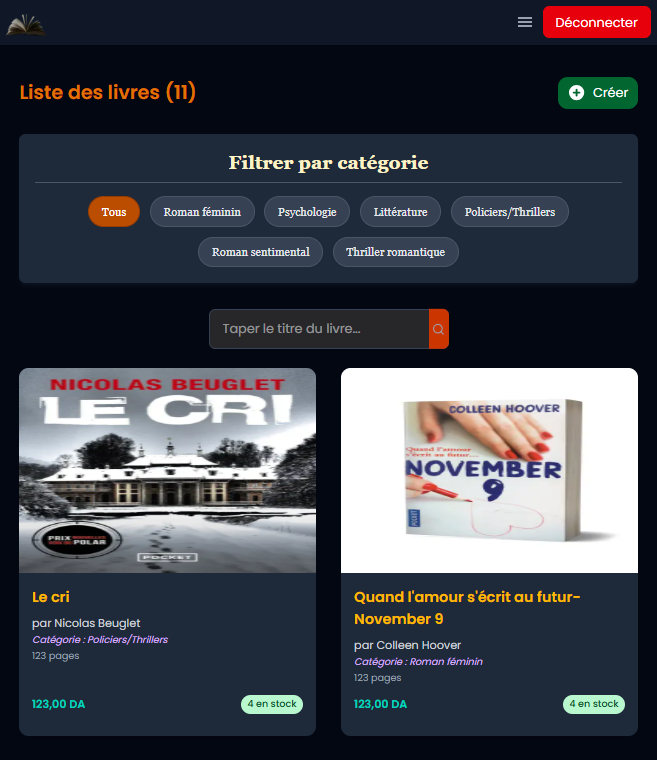 Déconnecter
Liste des livres (11)
Créer
Filtrer par catégorie
Tous
Roman féminin
Psychologie
Littérature
Policiers/Thrillers
Roman sentimental
Thriller romantique
Taper le titre du livre...
NICOLAS BEUGLET
LE CRI
PRIX
POLAR
POCKET
COLLEEN HOOVER
Quand l'amour
s'écrit au futur...
NOVEMBER
9
POCKET
Le cri
par Nicolas Beuglet
Catégorie : Policiers/Thrillers
123 pages
123,00 DA
4 en stock
Quand l'amour s'écrit au futur-
November 9
par Colleen Hoover
Catégorie : Roman féminin
123 pages
123,00 DA
4 en stock